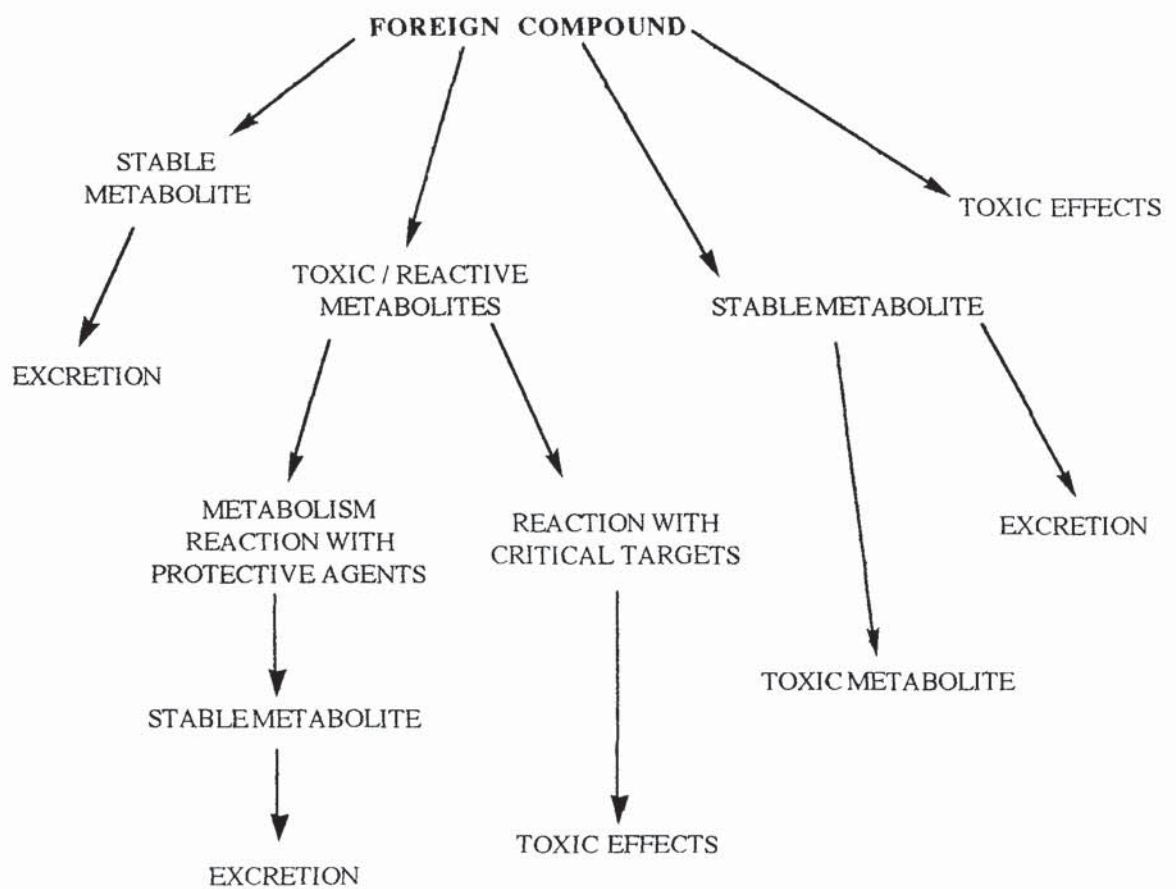 FOREIGN COMPOUND
STABLE
METABOLITE
TOXIC EFFECTS
TOXIC / REACTIVE
METABOLITES
STABLE METABOLITE
EXCRETION
METABOLISM
REACTION WITH
PROTECTIVE AGENTS
REACTION WITH
CRITICAL TARGETS
EXCRETION
TOXIC METABOLITE
STABLE METABOLITE
TOXIC EFFECTS
EXCRETION